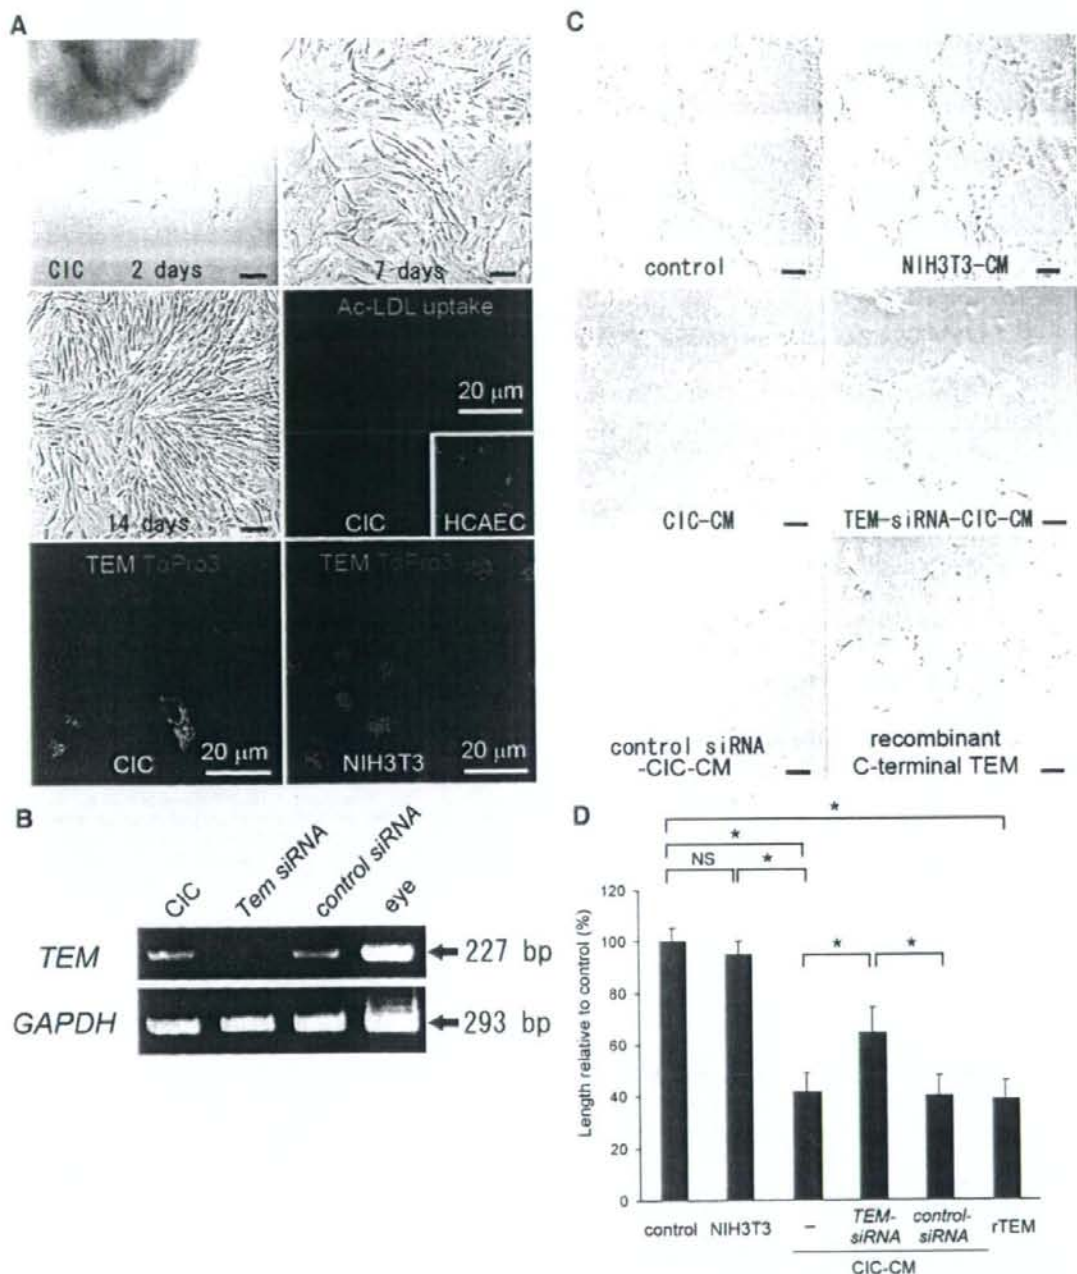 A
CIC 2 days
7 days
14 days
Ac-LDL uptake
20 µm
CIC
HCAEC
TEM ToPro3
CIC
20 µm
TEM ToPro3
NIH3T3
20 µm
B
CIC
Tem siRNA
control siRNA
eye
TEM
227 bp
GAPDH
293 bp
C
control
NIH3T3-CM
CIC-CM
TEM-siRNA-CIC-CM
control siRNA
-CIC-CM
recombinant
C-terminal TEM
D
*
*
NS
*
*
*
Length relative to control (%)
120
100
80
60
40
20
0
control
NIH3T3
–
TEM-
siRNA
control-
siRNA
rTEM
CIC-CM